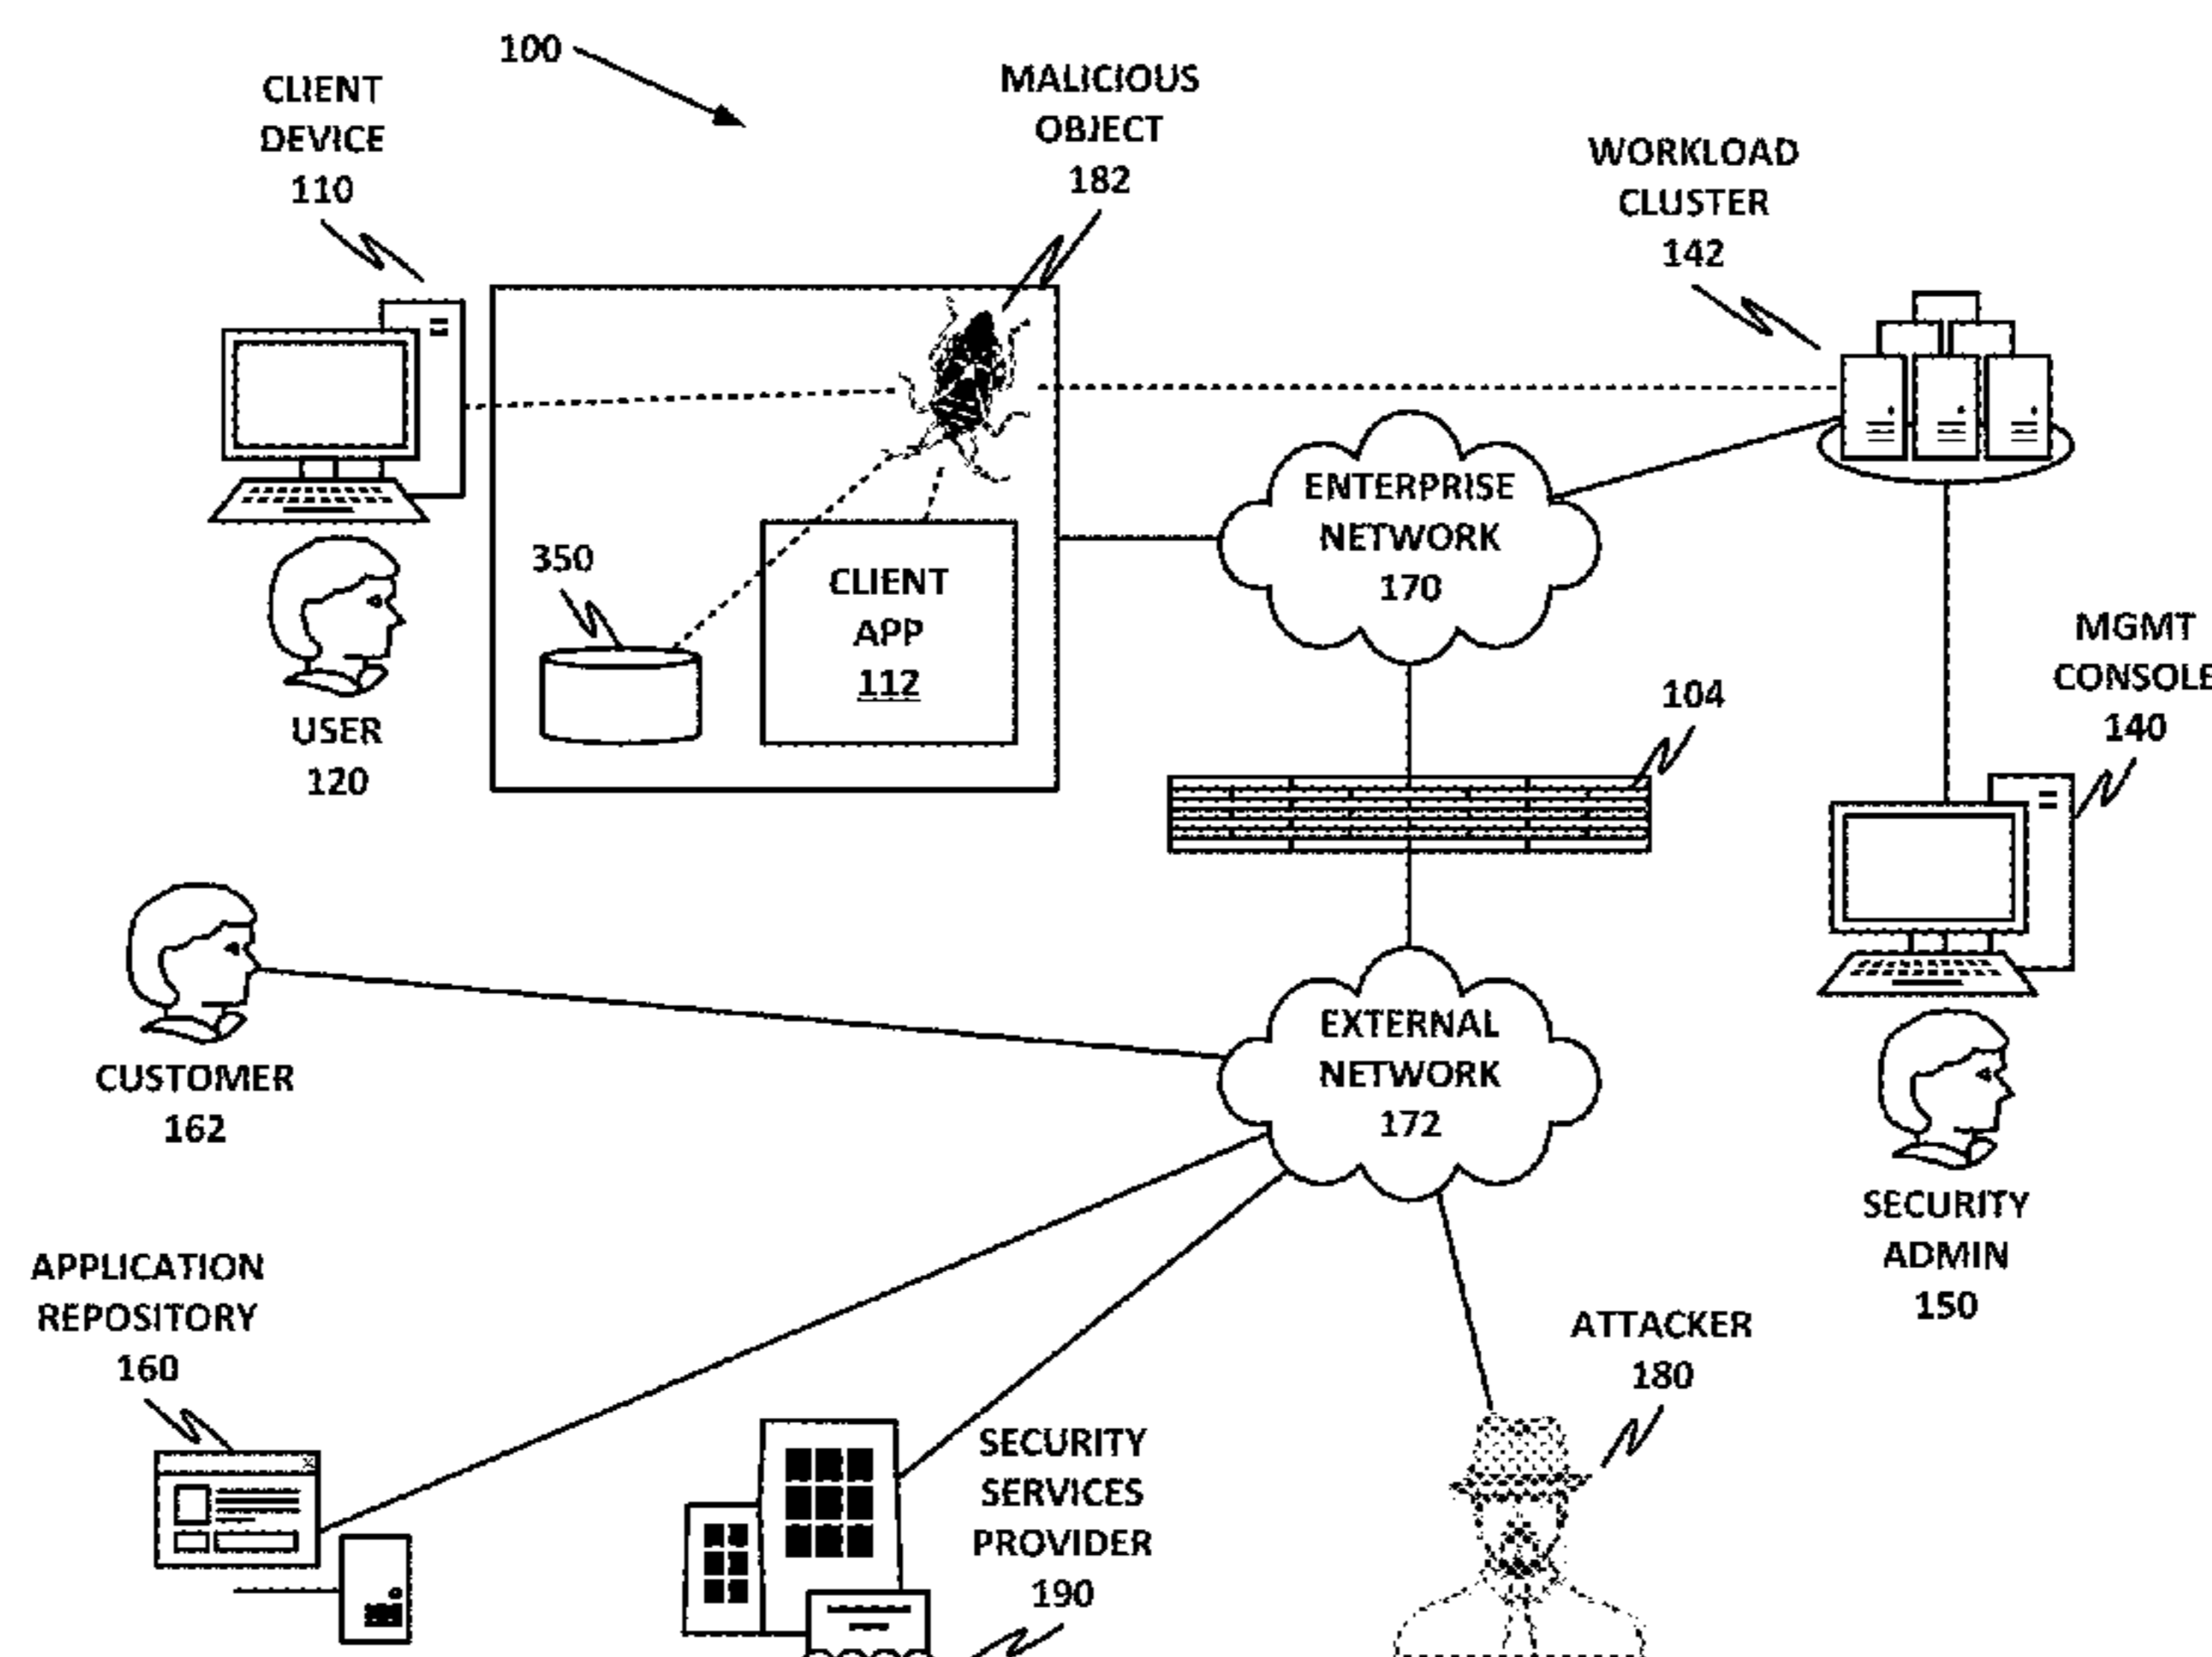 100
CLIENT
DEVICE
110
MALICIOUS
OBJECT
182
WORKLOAD
CLUSTER
142
350
CLIENT
APP
112
ENTERPRISE
NETWORK
170
USER
120
104
MGMT
CONSOLE
140
CUSTOMER
162
EXTERNAL
NETWORK
172
SECURITY
ADMIN
150
APPLICATION
REPOSITORY
160
SECURITY
SERVICES
PROVIDER
190
ATTACKER
180